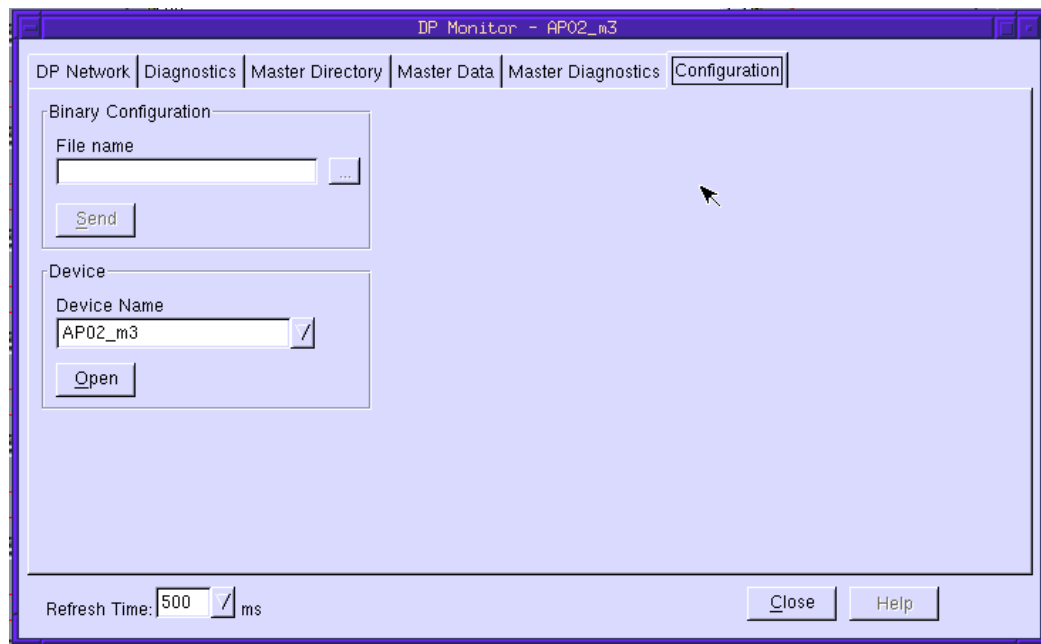 DP Monitor - AP02_m3
DP Network Diagnostics Master Directory Master Data Master Diagnostics Configuration
Binary Configuration
File name
...
Send
Device
Device Name
AP02_m3
Open
Refresh Time: 500 ms
Close Help